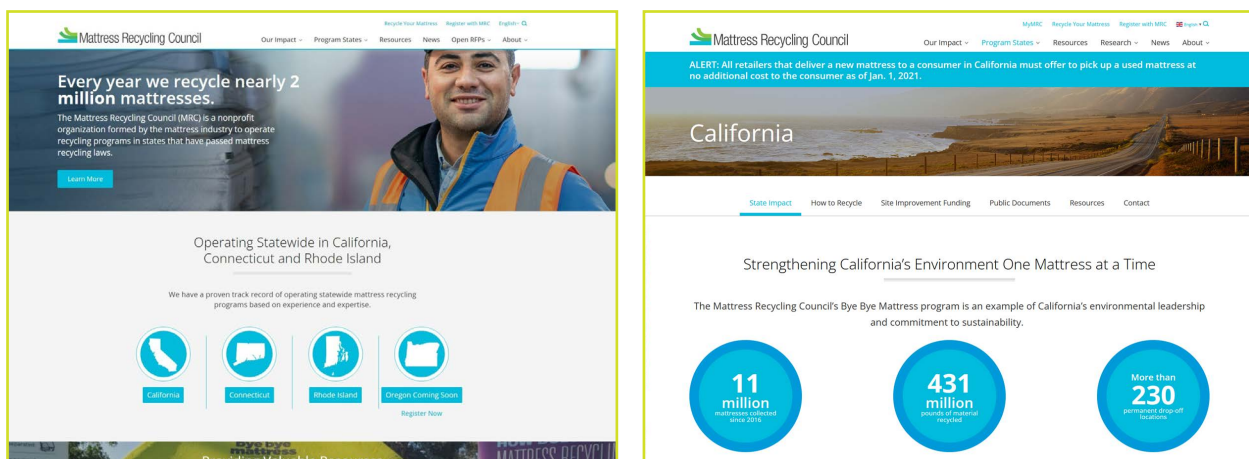 Recycle Your Mattress Register with MRC English
Mattress Recycling Council
Our Impact Program States Resources News Open RFPs About
Every year we recycle nearly 2
million mattresses.
The Mattress Recycling Council (MRC) is a nonprofit
organization formed by the mattress industry to operate
recycling programs in states that have passed mattress
recycling laws.
Learn More
Operating Statewide in California,
Connecticut and Rhode Island
We have a proven track record of operating statewide mattress recycling
programs based on experience and expertise.
California
Connecticut
Rhode Island
Oregon Coming Soon
Register Now
bye bye
mattress
MATTRESS RECYCLI
MyMRC Recycle Your Mattress Register with MRC English
Mattress Recycling Council
Our Impact Program States Resources Research News About
ALERT: All retailers that deliver a new mattress to a consumer in California must offer to pick up a used mattress at
no additional cost to the consumer as of Jan. 1, 2021.
California
State Impact How to Recycle Site Improvement Funding Public Documents Resources Contact
Strengthening California's Environment One Mattress at a Time
The Mattress Recycling Council's Bye Bye Mattress program is an example of California's environmental leadership
and commitment to sustainability.
11
million
mattresses collected
since 2016
431
million
pounds of material
recycled
More than
230
permanent drop-off
locations